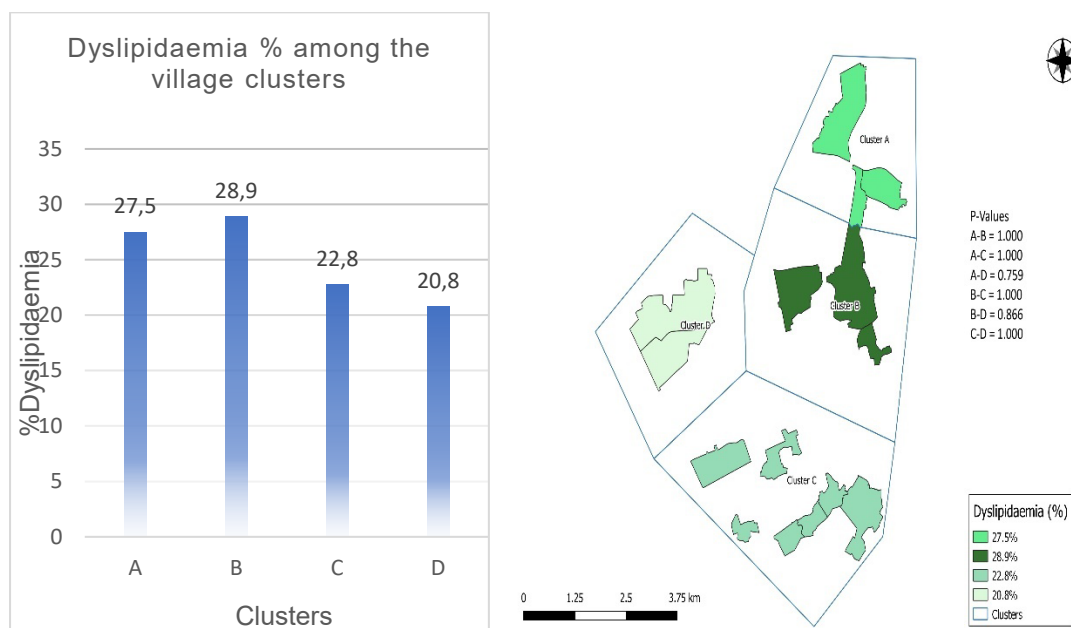 Dyslipidaemia % among the
village clusters
%Dyslipidaemia
35
30
25
20
15
10
5
0
27,5
28,9
22,8
20,8
A
B
C
D
Clusters
Cluster A
Cluster B
Cluster D
Cluster C
P-Values
A-B = 1.000
A-C = 1.000
A-D = 0.759
B-C = 1.000
B-D = 0.866
C-D = 1.000
Dyslipidaemia (%)
27.5%
28.9%
22.8%
20.8%
Clusters
0 1.25 2.5 3.75 km